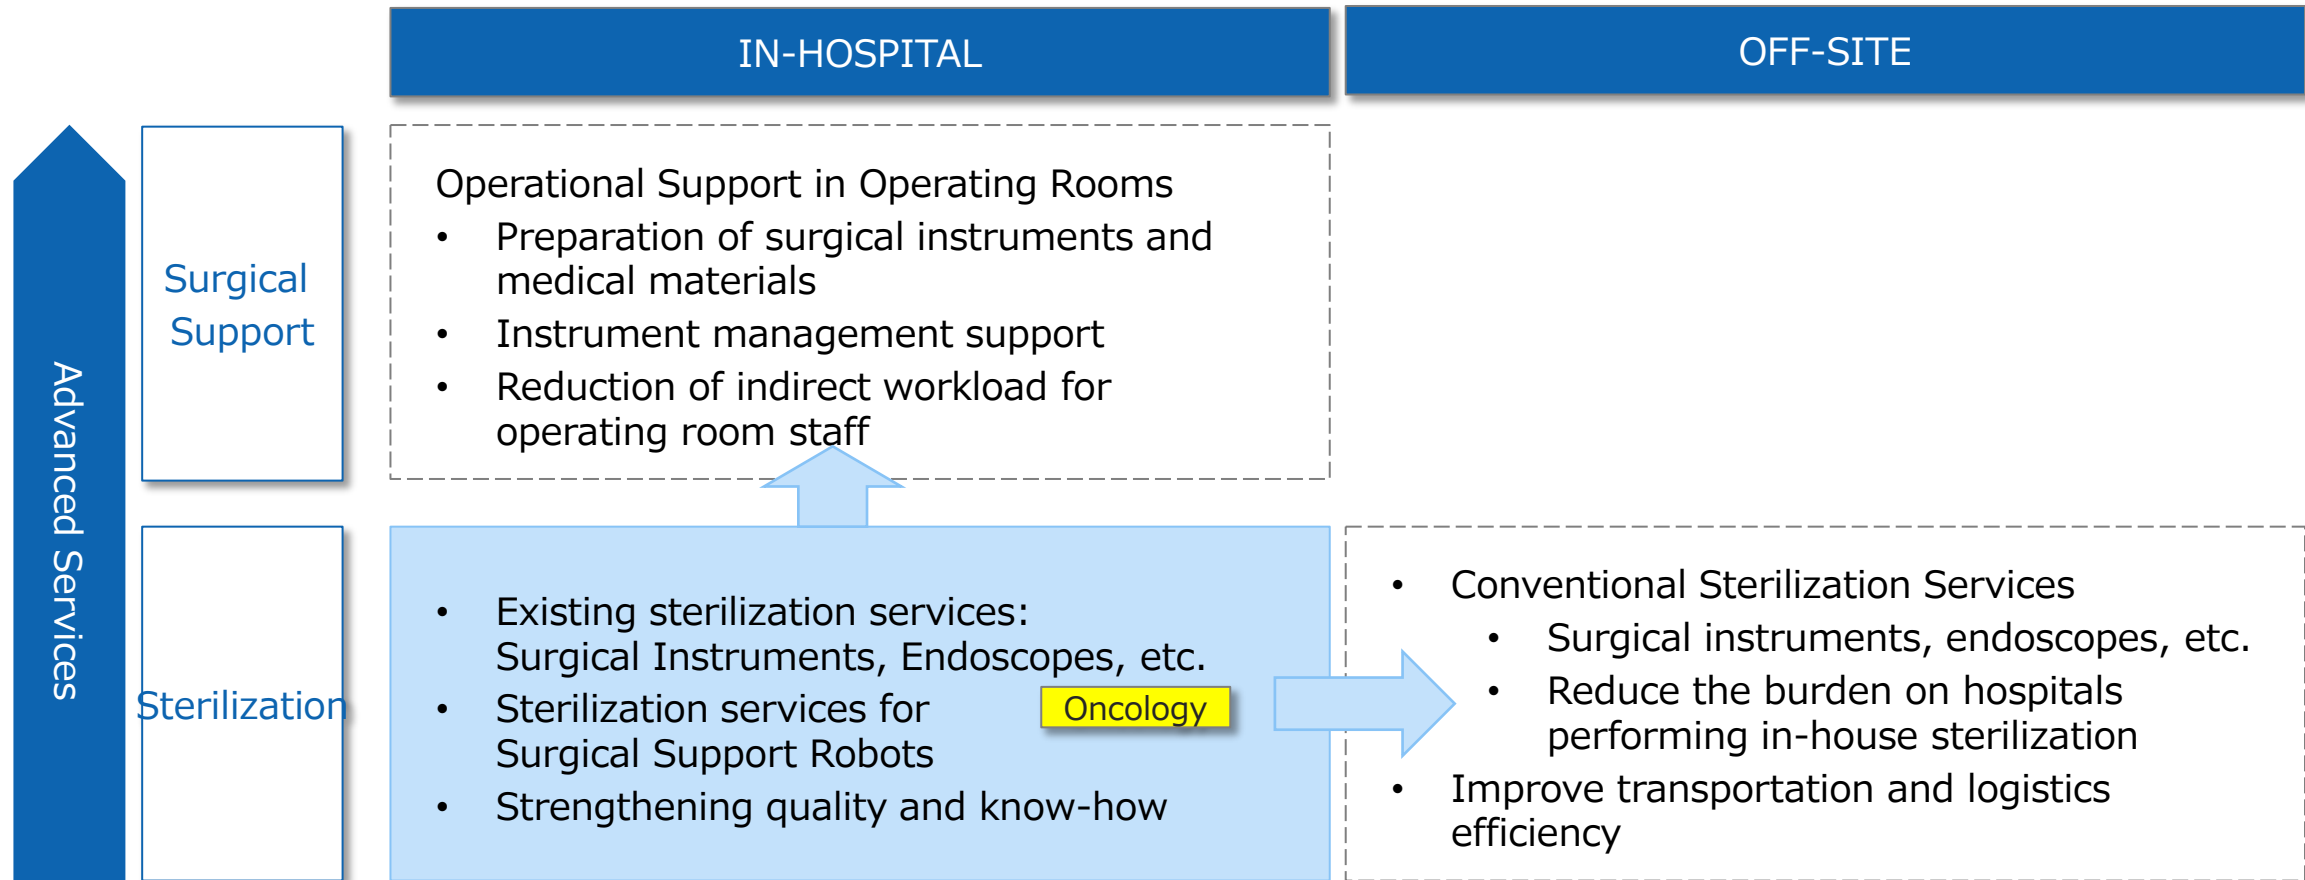 IN-HOSPITAL
OFF-SITE
Advanced Services
Surgical
Support
Operational Support in Operating Rooms
• Preparation of surgical instruments and
medical materials
• Instrument management support
• Reduction of indirect workload for
operating room staff
Sterilization
• Existing sterilization services:
Surgical Instruments, Endoscopes, etc.
• Sterilization services for
Surgical Support Robots
Oncology
• Strengthening quality and know-how
• Conventional Sterilization Services
• Surgical instruments, endoscopes, etc.
• Reduce the burden on hospitals
performing in-house sterilization
• Improve transportation and logistics
efficiency